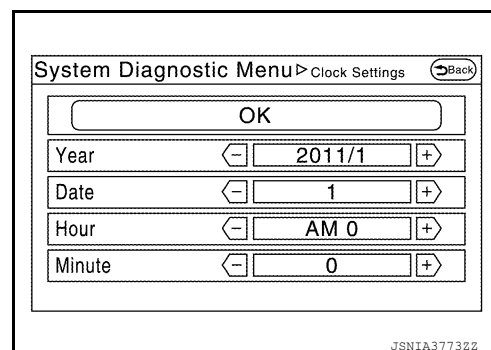 System Diagnostic Menu▷Clock Settings Back
OK
Year − 2011/1 +
Date − 1 +
Hour − AM 0 +
Minute − 0 +
JSNIA3773ZZ